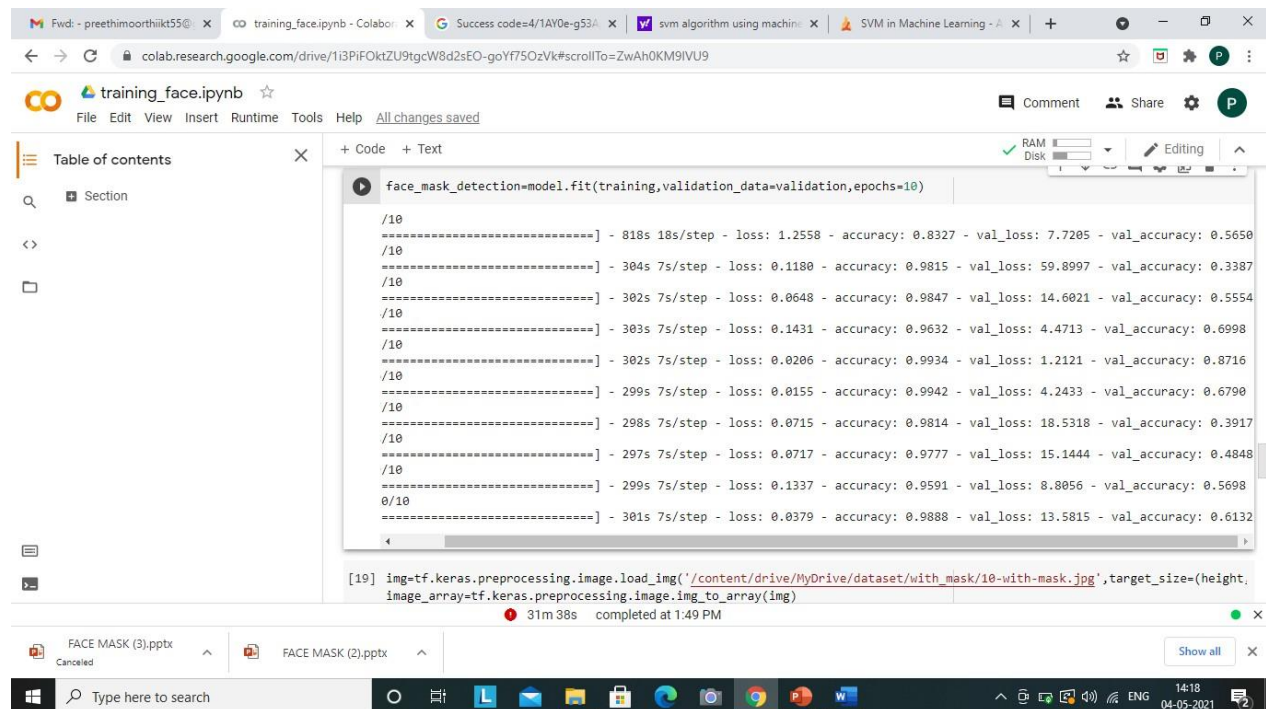 Fwd: - preethimoorthiikt55@
training_face.ipynb - Colabor
Success code=4/1AY0e-g53A
svm algorithm using machine
SVM in Machine Learning - A
colab.research.google.com/drive/1i3PiFOktZU9tgcW8d2sEO-goYf75OzVk#scrollTo=ZwAh0KM9IVU9
P
CO training_face.ipynb
Comment Share P
File Edit View Insert Runtime Tools Help All changes saved
Table of contents
+ Code + Text
RAM
Disk
Editing
Section
face_mask_detection=model.fit(training,validation_data=validation,epochs=10)
/10
==============================] - 818s 18s/step - loss: 1.2558 - accuracy: 0.8327 - val_loss: 7.7205 - val_accuracy: 0.5650
/10
==============================] - 304s 7s/step - loss: 0.1180 - accuracy: 0.9815 - val_loss: 59.8997 - val_accuracy: 0.3387
/10
==============================] - 302s 7s/step - loss: 0.0648 - accuracy: 0.9847 - val_loss: 14.6021 - val_accuracy: 0.5554
/10
==============================] - 303s 7s/step - loss: 0.1431 - accuracy: 0.9632 - val_loss: 4.4713 - val_accuracy: 0.6998
/10
==============================] - 302s 7s/step - loss: 0.0206 - accuracy: 0.9934 - val_loss: 1.2121 - val_accuracy: 0.8716
/10
==============================] - 299s 7s/step - loss: 0.0155 - accuracy: 0.9942 - val_loss: 4.2433 - val_accuracy: 0.6790
/10
==============================] - 298s 7s/step - loss: 0.0715 - accuracy: 0.9814 - val_loss: 18.5318 - val_accuracy: 0.3917
/10
==============================] - 297s 7s/step - loss: 0.0717 - accuracy: 0.9777 - val_loss: 15.1444 - val_accuracy: 0.4848
/10
==============================] - 299s 7s/step - loss: 0.1337 - accuracy: 0.9591 - val_loss: 8.8056 - val_accuracy: 0.5698
0/10
==============================] - 301s 7s/step - loss: 0.0379 - accuracy: 0.9888 - val_loss: 13.5815 - val_accuracy: 0.6132
[19] img=tf.keras.preprocessing.image.load_img('/content/drive/MyDrive/dataset/with_mask/10-with-mask.jpg',target_size=(height,
image_array=tf.keras.preprocessing.image.img_to_array(img)
31m 38s completed at 1:49 PM
FACE MASK (3).pptx
Canceled
FACE MASK (2).pptx
Show all
Type here to search
ENG
14:18
04-05-2021
2